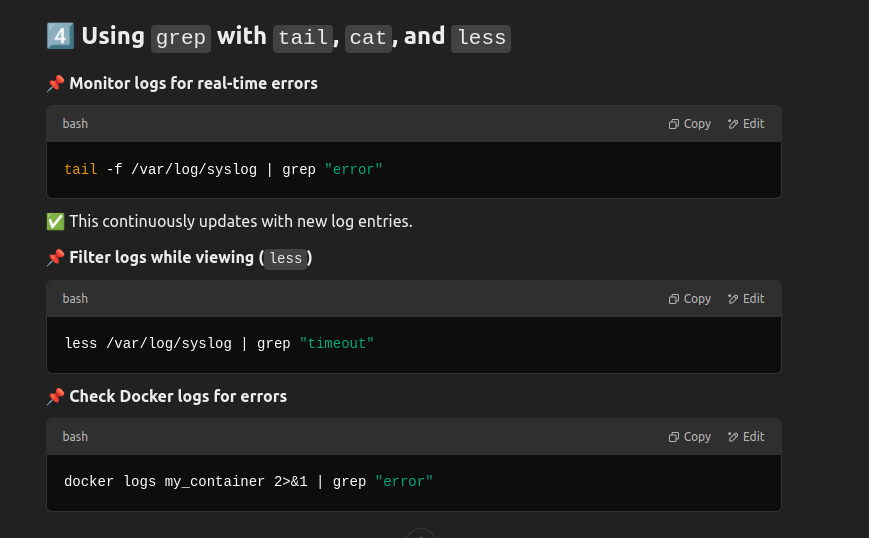 4️⃣ Using grep with tail, cat, and less
📌 Monitor logs for real-time errors
bash Copy Edit
tail -f /var/log/syslog | grep "error"
✅ This continuously updates with new log entries.
📌 Filter logs while viewing (less)
bash Copy Edit
less /var/log/syslog | grep "timeout"
📌 Check Docker logs for errors
bash Copy Edit
docker logs my_container 2>&1 | grep "error"